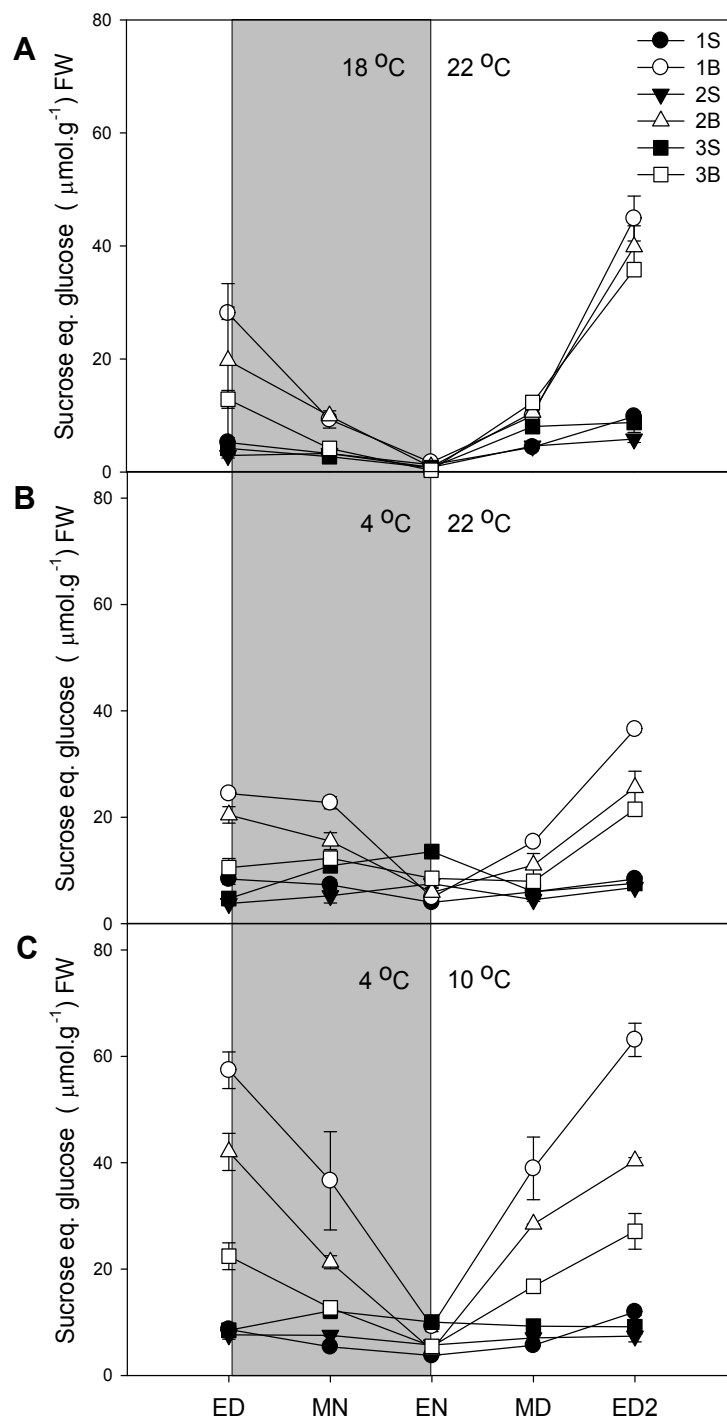 A
80
60
40
20
0
Sucrose eq. glucose ( μmol.g⁻¹) FW
18 ºC 22 ºC
1S
1B
2S
2B
3S
3B
B
80
60
40
20
0
Sucrose eq. glucose ( μmol.g⁻¹) FW
4 ºC 22 ºC
C
80
60
40
20
0
Sucrose eq. glucose ( μmol.g⁻¹) FW
4 ºC 10 ºC
ED MN EN MD ED2